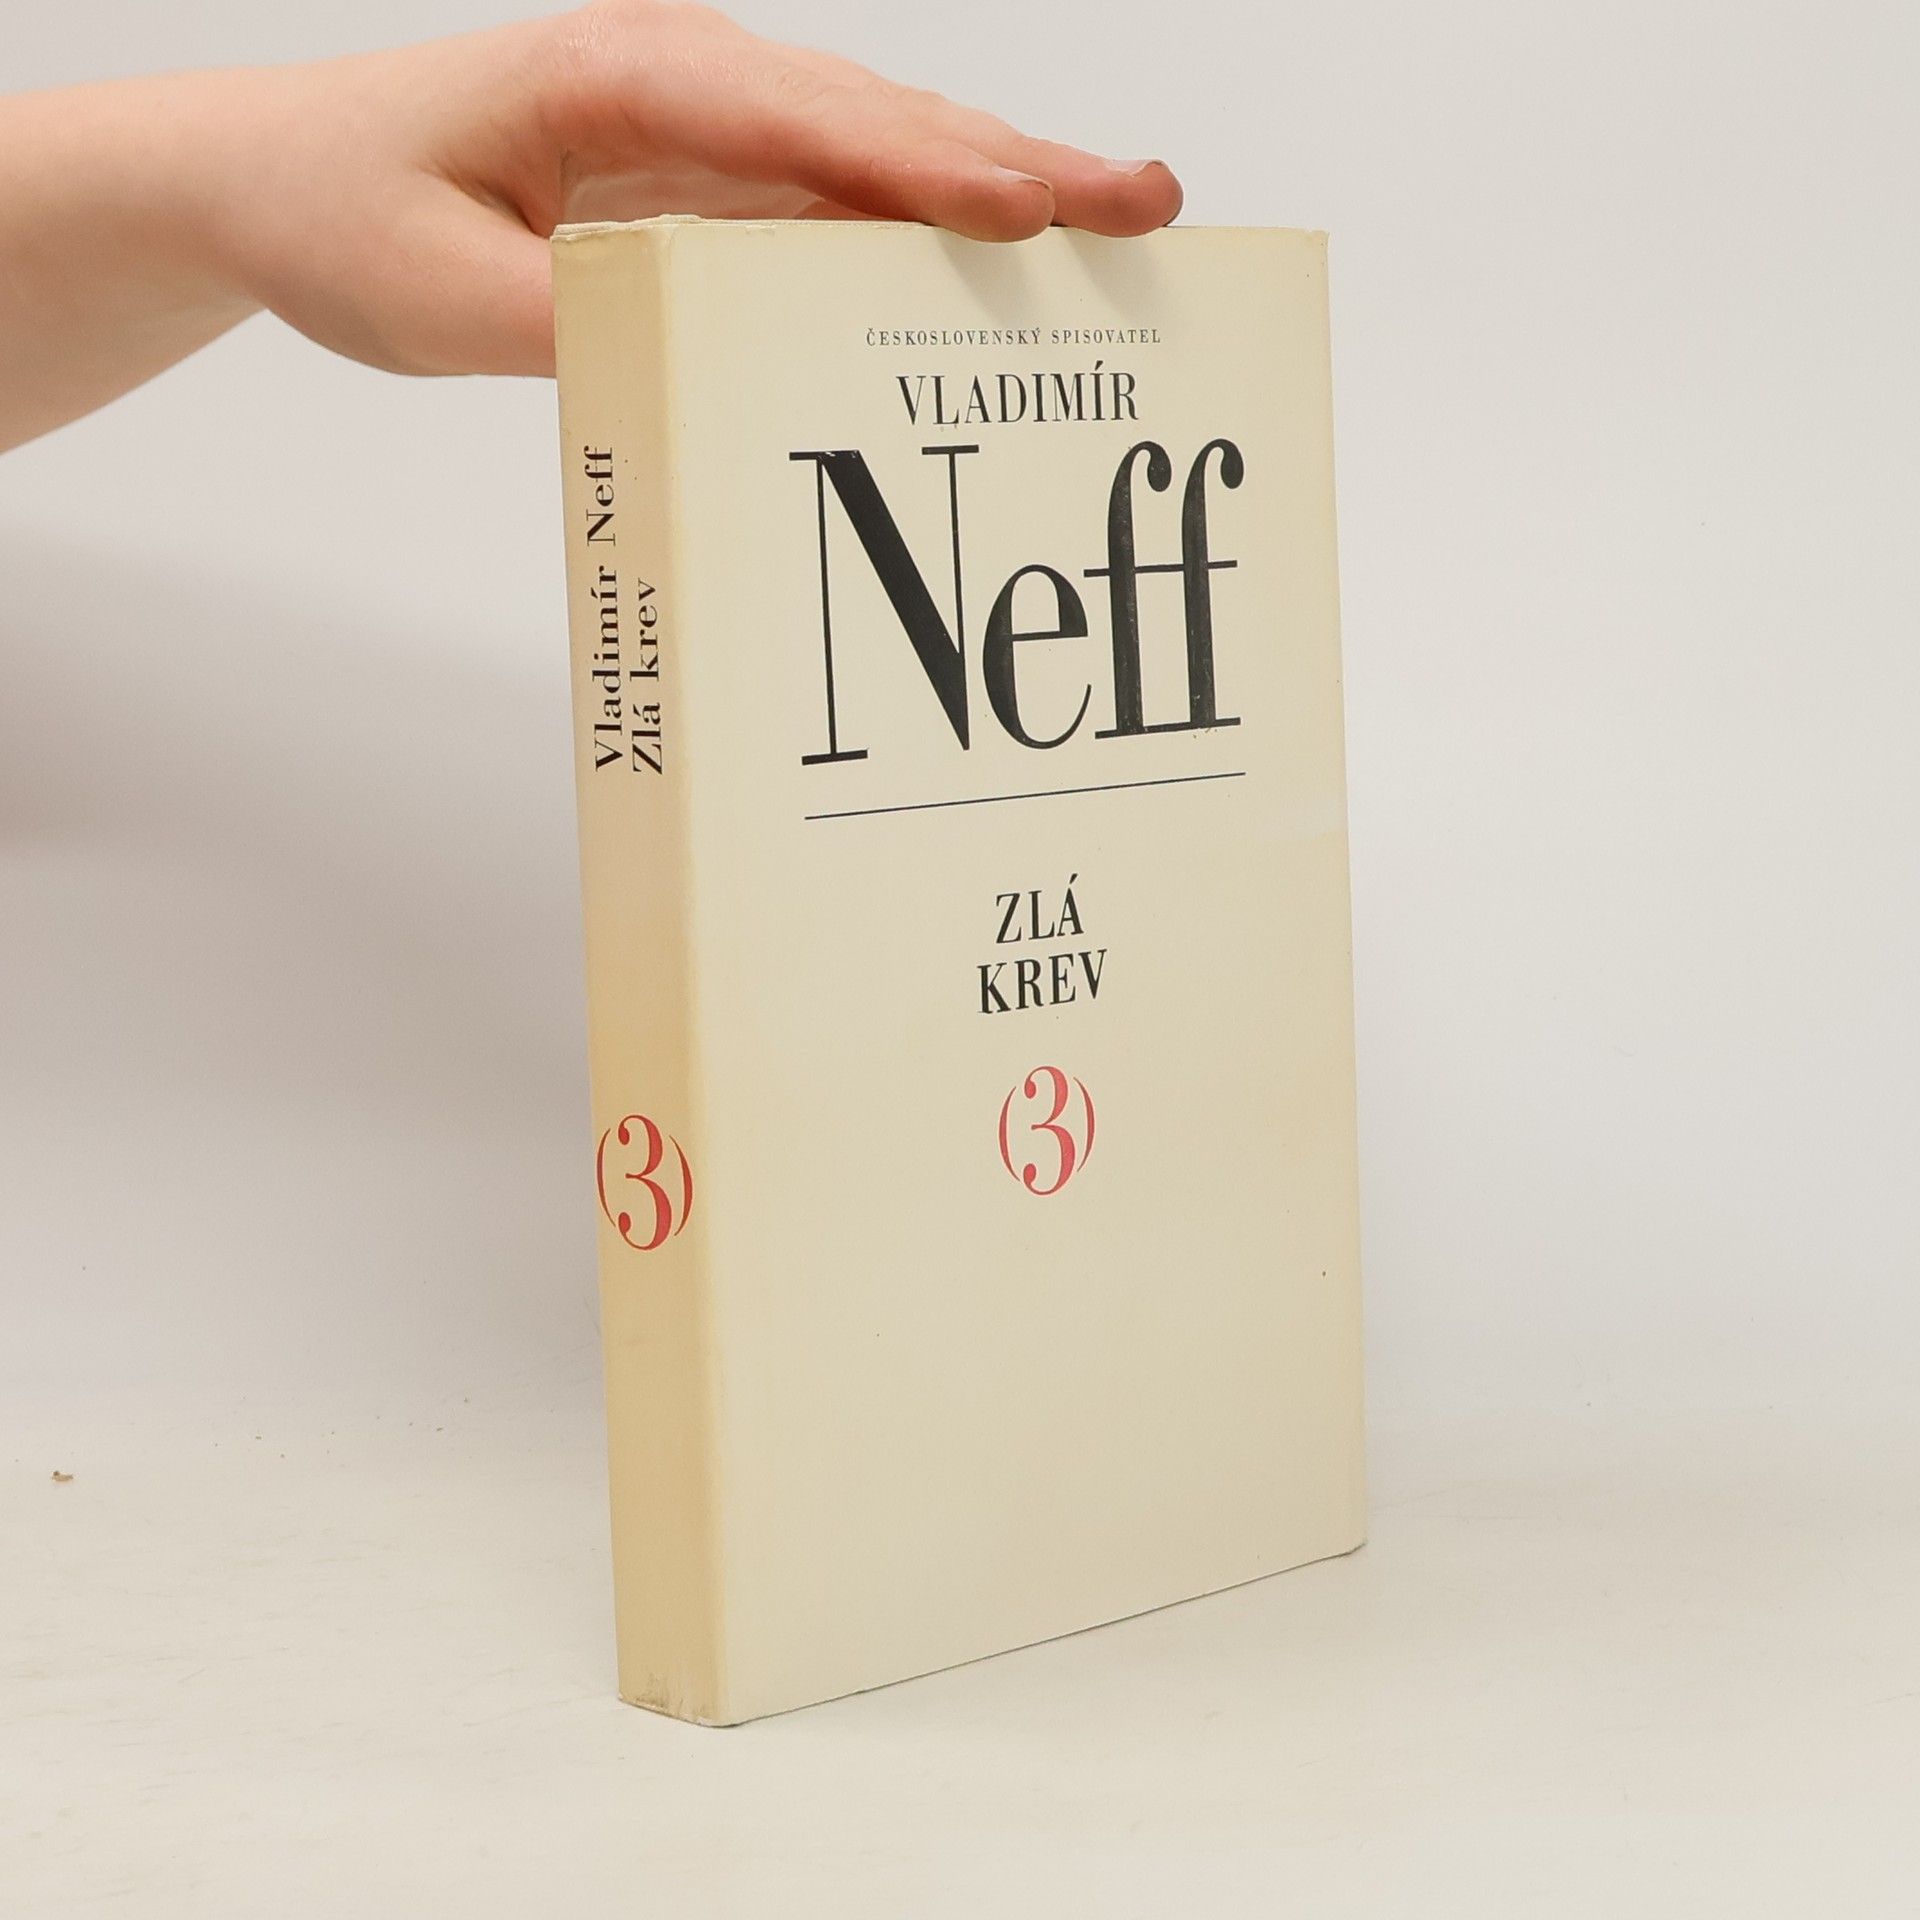 Vladimír Neff
Zlá krev
(3)
ČESKOSLOVENSKÝ SPISOVATEL
VLADIMÍR
Neff
ZLÁ
KREV
(3)